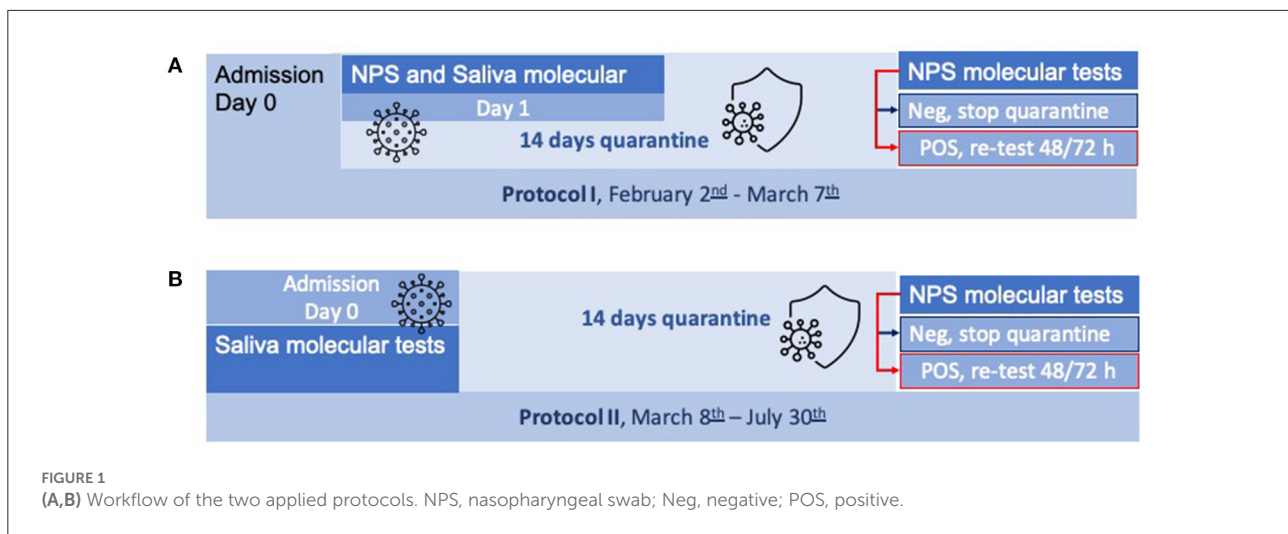 A
Admission
Day 0
NPS and Saliva molecular
Day 1
14 days quarantine
NPS molecular tests
Neg, stop quarantine
POS, re-test 48/72 h
Protocol I, February 2nd - March 7th
B
Admission
Day 0
Saliva molecular tests
14 days quarantine
NPS molecular tests
Neg, stop quarantine
POS, re-test 48/72 h
Protocol II, March 8th – July 30th
FIGURE 1
(A,B) Workflow of the two applied protocols. NPS, nasopharyngeal swab; Neg, negative; POS, positive.